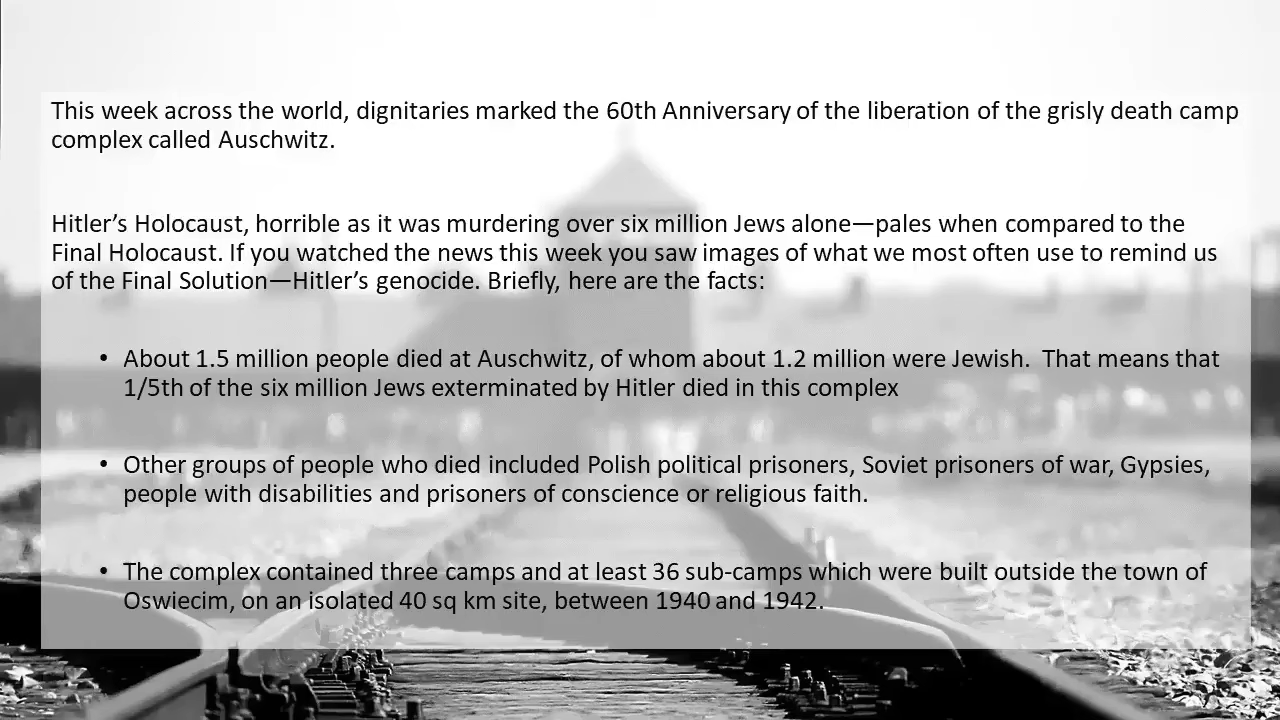 This week across the world, dignitaries marked the 60th Anniversary of the liberation of the grisly death camp
complex called Auschwitz.
Hitler’s Holocaust, horrible as it was murdering over six million Jews alone—pales when compared to the
Final Holocaust. If you watched the news this week you saw images of what we most often use to remind us
of the Final Solution—Hitler’s genocide. Briefly, here are the facts:
• About 1.5 million people died at Auschwitz, of whom about 1.2 million were Jewish.  That means that
1/5th of the six million Jews exterminated by Hitler died in this complex
• Other groups of people who died included Polish political prisoners, Soviet prisoners of war, Gypsies,
people with disabilities and prisoners of conscience or religious faith.
• The complex contained three camps and at least 36 sub-camps which were built outside the town of
Oswiecim, on an isolated 40 sq km site, between 1940 and 1942.